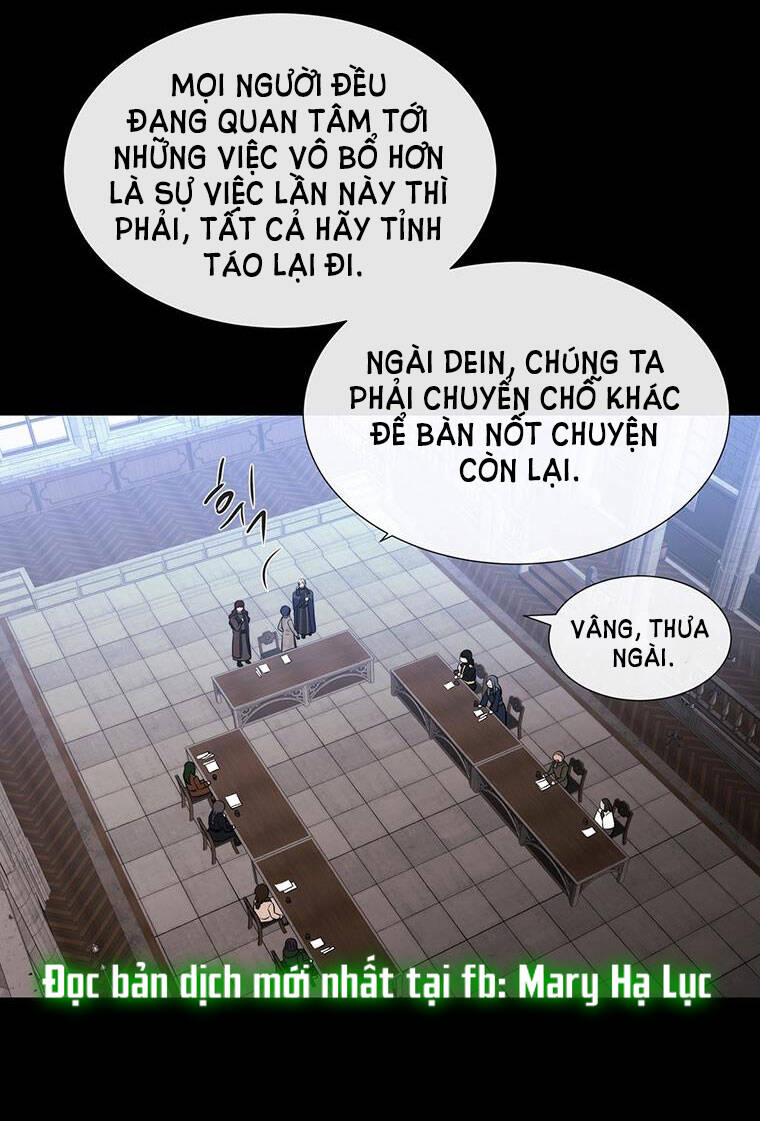 MỌI NGƯỜI ĐỀU
ĐANG QUAN TÂM TỚI
NHỮNG VIỆC VÔ BỔ HƠN
LÀ SỰ VIỆC LẦN NÀY THÌ
PHẢI, TẤT CẢ HÃY TỈNH
TÁO LẠI ĐI.
NGÀI DEIN, CHÚNG TA
PHẢI CHUYỂN CHỖ KHÁC
ĐỂ BÀN NỐT CHUYỆN
CÒN LẠI.
VÂNG, THƯA
NGÀI.
Đọc bản dịch mới nhất tại fb: Mary Hạ Lục